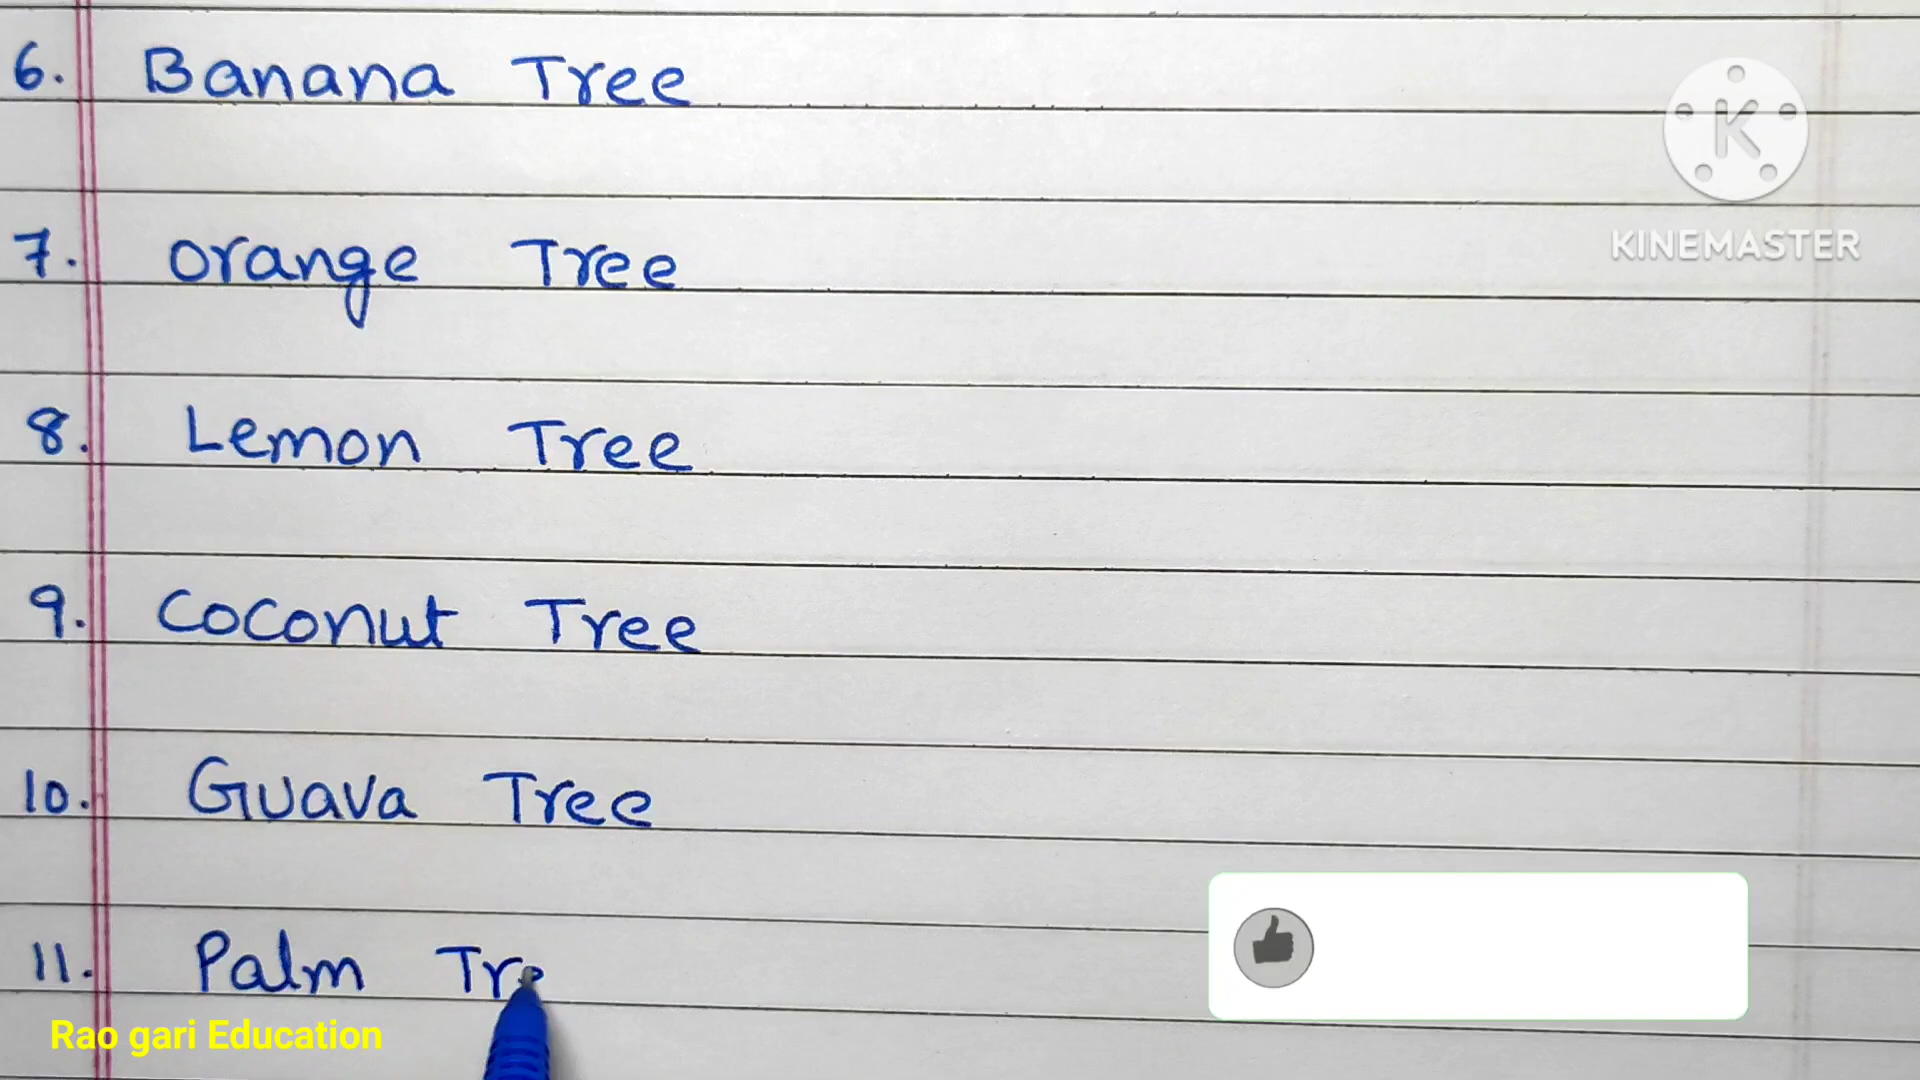 6. Banana Tree
KINEMASTER
7. Orange Tree
8. Lemon Tree
9. Coconut Tree
10. Guava Tree
11. Palm Tre
Rao gari Education